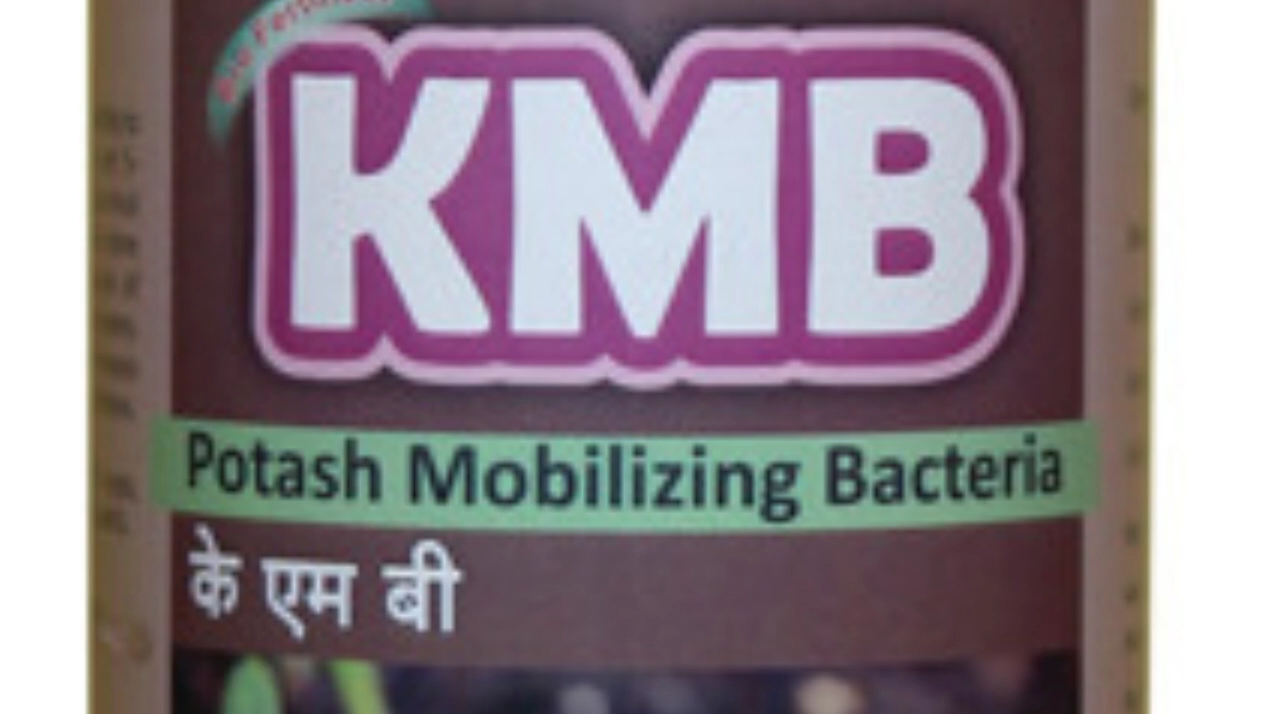 KMB
Potash Mobilizing Bacteria
के एम बी